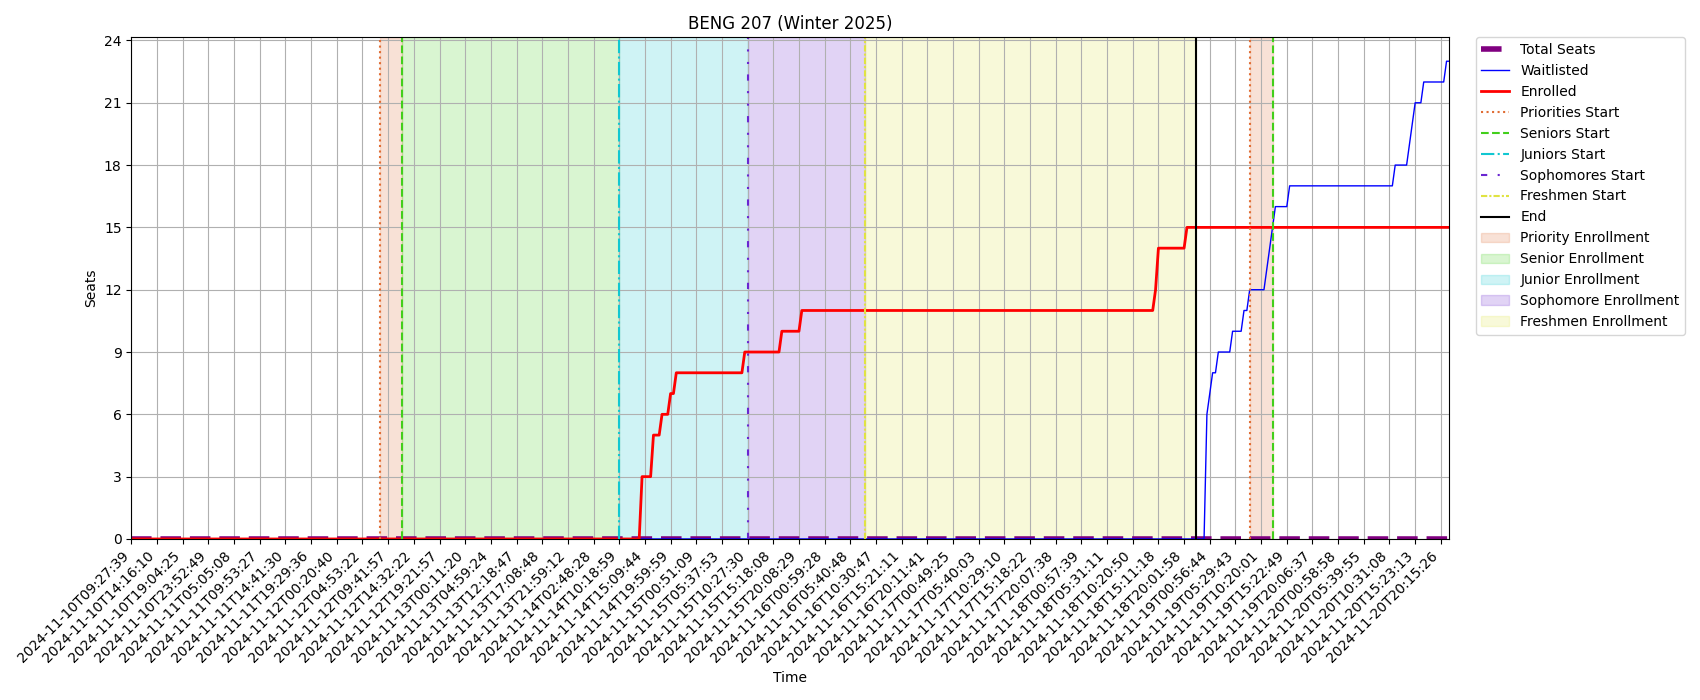 BENG 207 (Winter 2025)
Seats
24
21
18
15
12
9
6
3
0
2024-11-10T09:27:39
2024-11-10T14:16:10
2024-11-10T19:04:25
2024-11-10T23:52:49
2024-11-11T05:05:08
2024-11-11T09:53:27
2024-11-11T14:41:30
2024-11-11T19:29:36
2024-11-12T00:20:40
2024-11-12T04:53:22
2024-11-12T09:41:57
2024-11-12T14:32:22
2024-11-12T19:21:57
2024-11-13T00:11:20
2024-11-13T04:59:24
2024-11-13T12:18:47
2024-11-13T17:08:48
2024-11-13T21:59:12
2024-11-14T02:48:28
2024-11-14T10:18:59
2024-11-14T15:09:44
2024-11-14T19:59:59
2024-11-15T00:51:09
2024-11-15T05:37:53
2024-11-15T10:27:30
2024-11-15T15:18:08
2024-11-15T20:08:29
2024-11-16T00:59:28
2024-11-16T05:40:48
2024-11-16T10:30:47
2024-11-16T15:21:11
2024-11-16T20:11:41
2024-11-17T00:49:25
2024-11-17T05:40:03
2024-11-17T10:29:10
2024-11-17T15:18:22
2024-11-17T20:07:38
2024-11-18T00:57:39
2024-11-18T05:31:11
2024-11-18T10:20:50
2024-11-18T15:11:18
2024-11-18T20:01:58
2024-11-19T00:56:44
2024-11-19T05:29:43
2024-11-19T10:20:01
2024-11-19T15:22:49
2024-11-19T20:06:37
2024-11-20T00:58:58
2024-11-20T05:39:55
2024-11-20T10:31:08
2024-11-20T15:23:13
2024-11-20T20:15:26
Time
Total Seats
Waitlisted
Enrolled
Priorities Start
Seniors Start
Juniors Start
Sophomores Start
Freshmen Start
End
Priority Enrollment
Senior Enrollment
Junior Enrollment
Sophomore Enrollment
Freshmen Enrollment